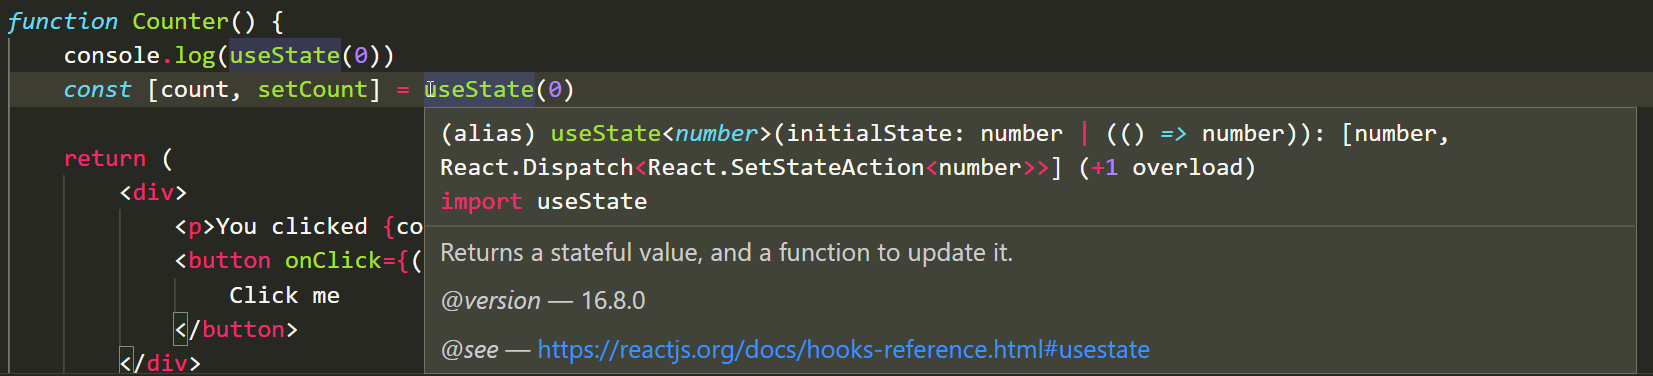 function Counter() {
console.log(useState(0))
const [count, setCount] = useState(0)
(alias) useState<number>(initialState: number | (() => number)): [number,
React.Dispatch<React.SetStateAction<number>>] (+1 overload)
import useState
Returns a stateful value, and a function to update it.
@version — 16.8.0
@see — https://reactjs.org/docs/hooks-reference.html#usestate
return (
<div>
<p>You clicked {co
<button onClick={(
Click me
</button>
</div>